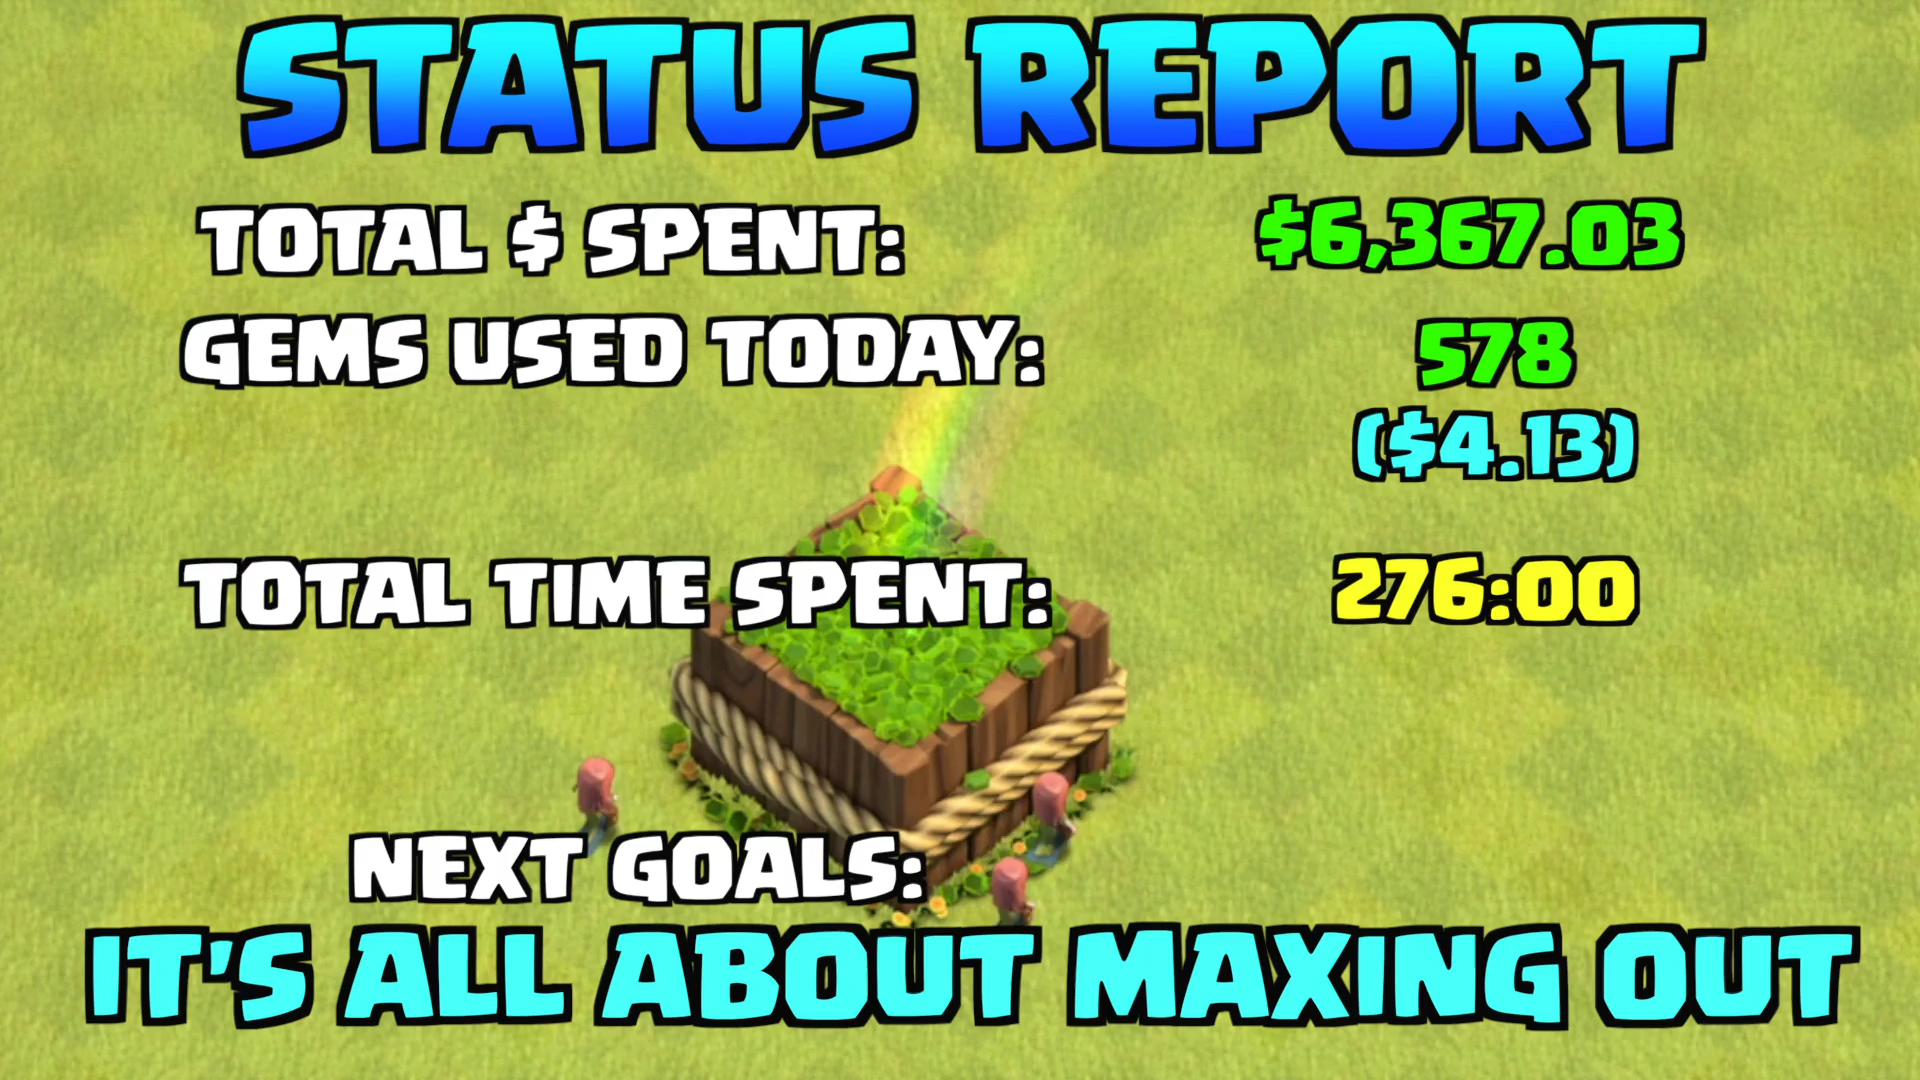 STATUS REPORT
TOTAL $ SPENT: $6,367.03
GEMS USED TODAY: 578
($4.13)
TOTAL TIME SPENT: 276:00
NEXT GOALS:
IT'S ALL ABOUT MAXING OUT